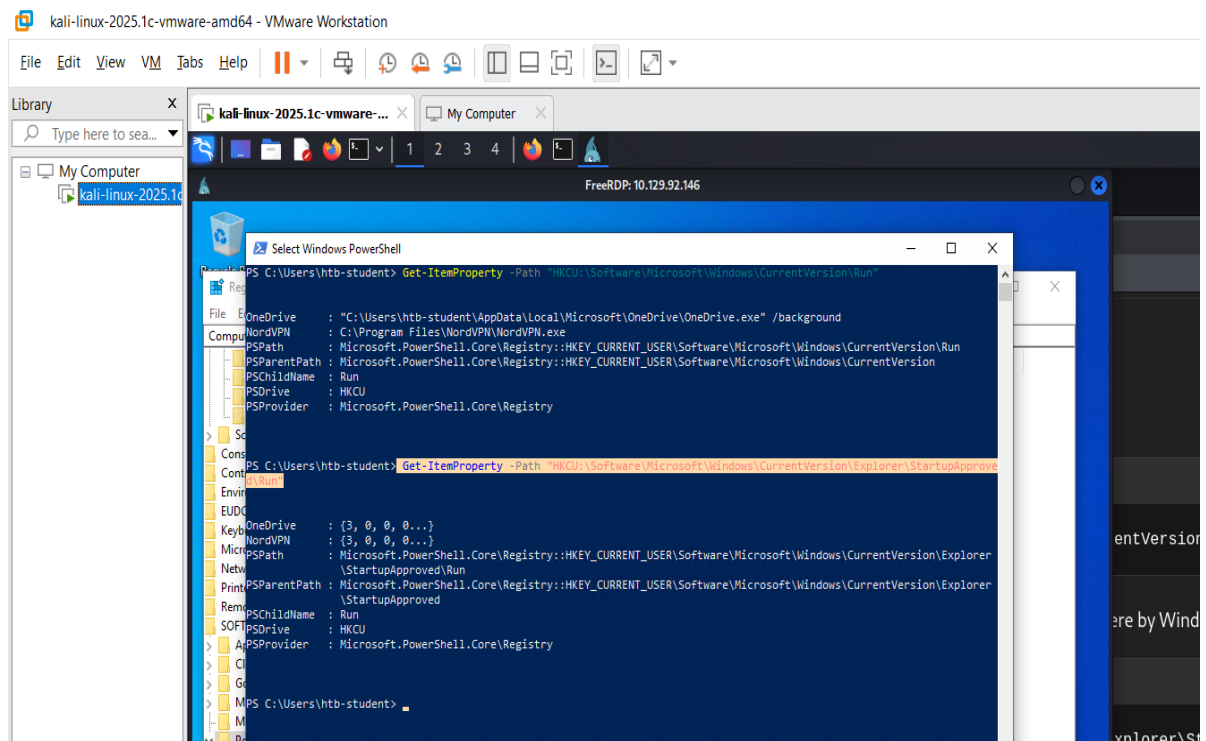 kali-linux-2025.1c-vmware-amd64 - VMware Workstation
File Edit View VM Tabs Help
Library X
Type here to sea...
My Computer
kali-linux-2025.1c
kali-linux-2025.1c-vmware-...
My Computer
1 2 3 4
FreeRDP: 10.129.92.146
Select Windows PowerShell
PS C:\Users\htb-student> Get-ItemProperty -Path "HKCU:\Software\Microsoft\Windows\CurrentVersion\Run"
OneDrive : "C:\Users\htb-student\AppData\Local\Microsoft\OneDrive\OneDrive.exe" /background
NordVPN : C:\Program Files\NordVPN\NordVPN.exe
PSPath : Microsoft.PowerShell.Core\Registry::HKEY_CURRENT_USER\Software\Microsoft\Windows\CurrentVersion\Run
PSParentPath : Microsoft.PowerShell.Core\Registry::HKEY_CURRENT_USER\Software\Microsoft\Windows\CurrentVersion
PSChildName : Run
PSDrive : HKCU
PSProvider : Microsoft.PowerShell.Core\Registry
PS C:\Users\htb-student> Get-ItemProperty -Path "HKCU:\Software\Microsoft\Windows\CurrentVersion\Explorer\StartupApprove
d\Run"
OneDrive : {3, 0, 0, 0...}
NordVPN : {3, 0, 0, 0...}
PSPath : Microsoft.PowerShell.Core\Registry::HKEY_CURRENT_USER\Software\Microsoft\Windows\CurrentVersion\Explorer
\StartupApproved\Run
PSParentPath : Microsoft.PowerShell.Core\Registry::HKEY_CURRENT_USER\Software\Microsoft\Windows\CurrentVersion\Explorer
\StartupApproved
PSChildName : Run
PSDrive : HKCU
PSProvider : Microsoft.PowerShell.Core\Registry
PS C:\Users\htb-student>
Reg
File E
Compu
So
Cons
Cont
Envir
EUDC
Keyb
Micr
Netw
Print
Remo
SOFT
A
Cl
Go
M
M
entVersion
ere by Wind
xplorer\St